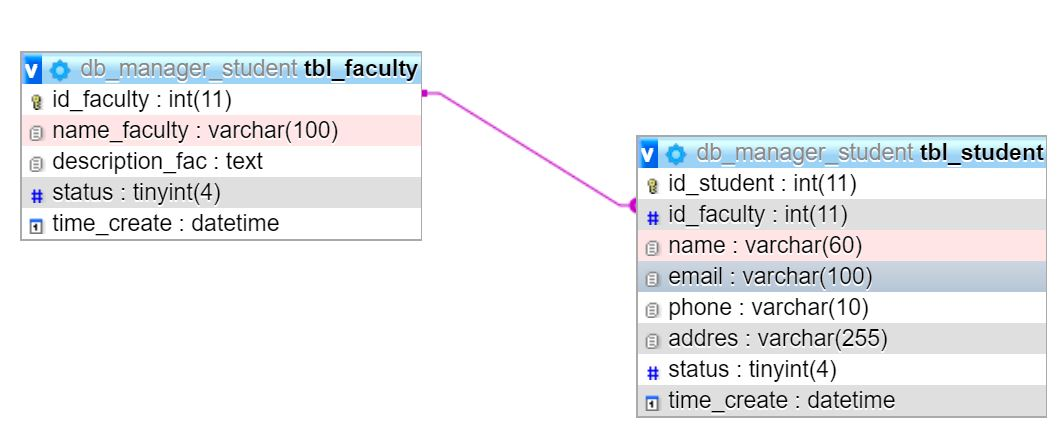 v db_manager_student tbl_faculty
id_faculty : int(11)
name_faculty : varchar(100)
description_fac : text
status : tinyint(4)
time_create : datetime
v db_manager_student tbl_student
id_student : int(11)
id_faculty : int(11)
name : varchar(60)
email : varchar(100)
phone : varchar(10)
addres : varchar(255)
status : tinyint(4)
time_create : datetime